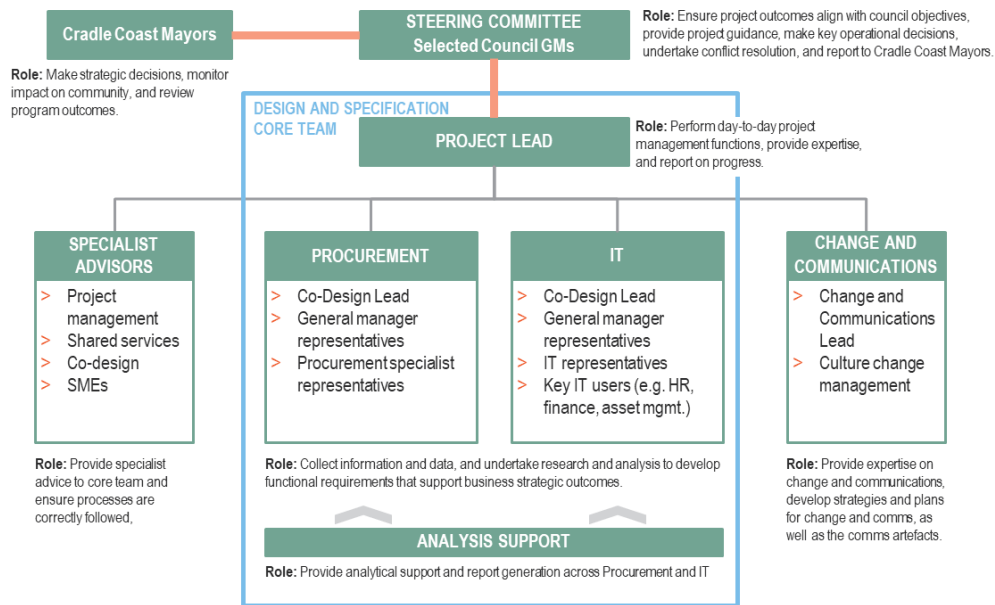 Cradle Coast Mayors
STEERING COMMITTEE
Selected Council GMs
Role: Ensure project outcomes align with council objectives,
provide project guidance, make key operational decisions,
undertake conflict resolution, and report to Cradle Coast Mayors.
Role: Make strategic decisions, monitor
impact on community, and review
program outcomes.
DESIGN AND SPECIFICATION
CORE TEAM
PROJECT LEAD
Role: Perform day-to-day project
management functions, provide expertise,
and report on progress.
SPECIALIST
ADVISORS
> Project
management
> Shared services
> Co-design
> SMEs
Role: Provide specialist
advice to core team and
ensure processes are
correctly followed,
PROCUREMENT
> Co-Design Lead
> General manager
representatives
> Procurement specialist
representatives
IT
> Co-Design Lead
> General manager
representatives
> IT representatives
> Key IT users (e.g. HR,
finance, asset mgmt.)
Role: Collect information and data, and undertake research and analysis to develop
functional requirements that support business strategic outcomes.
CHANGE AND
COMMUNICATIONS
> Change and
Communications
Lead
> Culture change
management
Role: Provide expertise on
change and communications,
develop strategies and plans
for change and comms, as
well as the comms artefacts.
ANALYSIS SUPPORT
Role: Provide analytical support and report generation across Procurement and IT